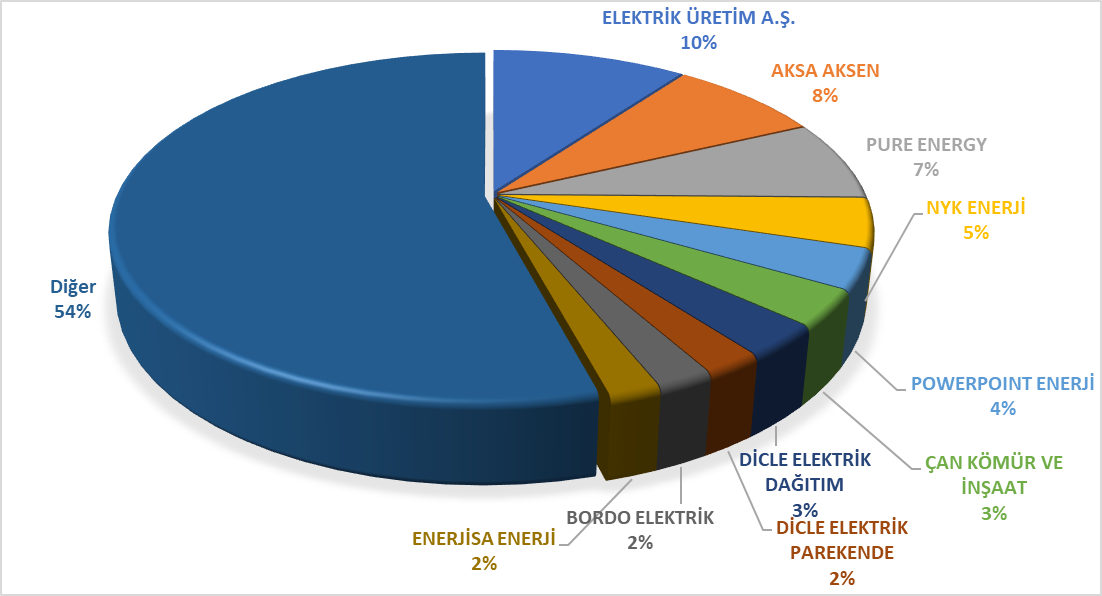 ELEKTRİK ÜRETİM A.Ş.
10%
AKSA AKSEN
8%
PURE ENERGY
7%
NYK ENERJİ
5%
POWERPOINT ENERJİ
4%
ÇAN KÖMÜR VE
İNŞAAT
3%
DİCLE ELEKTRİK
DAĞITIM
3%
DİCLE ELEKTRİK
PAREKENDE
2%
BORDO ELEKTRİK
2%
ENERJİSA ENERJİ
2%
Diğer
54%